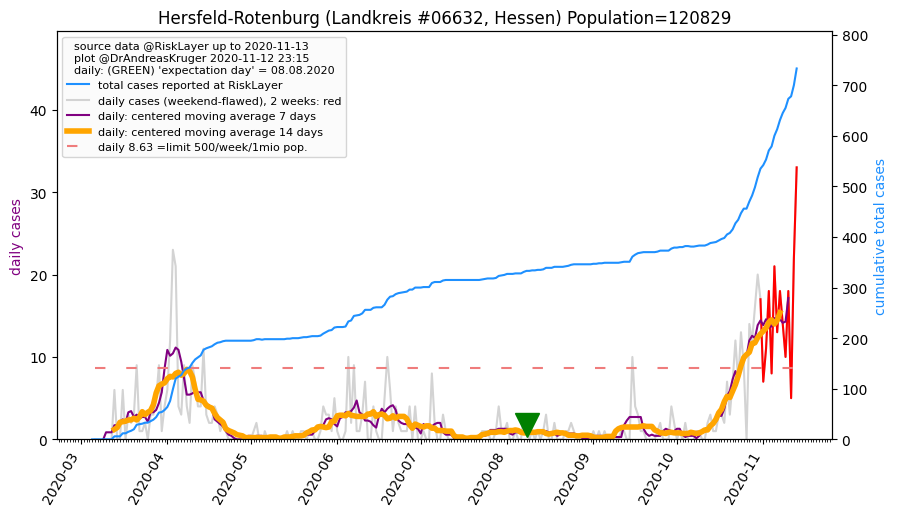 Hersfeld-Rotenburg (Landkreis #06632, Hessen) Population=120829
source data @RiskLayer up to 2020-11-13
plot @DrAndreasKruger 2020-11-12 23:15
daily: (GREEN) 'expectation day' = 08.08.2020
total cases reported at RiskLayer
daily cases (weekend-flawed), 2 weeks: red
daily: centered moving average 7 days
daily: centered moving average 14 days
daily 8.63 =limit 500/week/1mio pop.
daily cases
40
30
20
10
0
cumulative total cases
800
700
600
500
400
300
200
100
0
2020-03
2020-04
2020-05
2020-06
2020-07
2020-08
2020-09
2020-10
2020-11